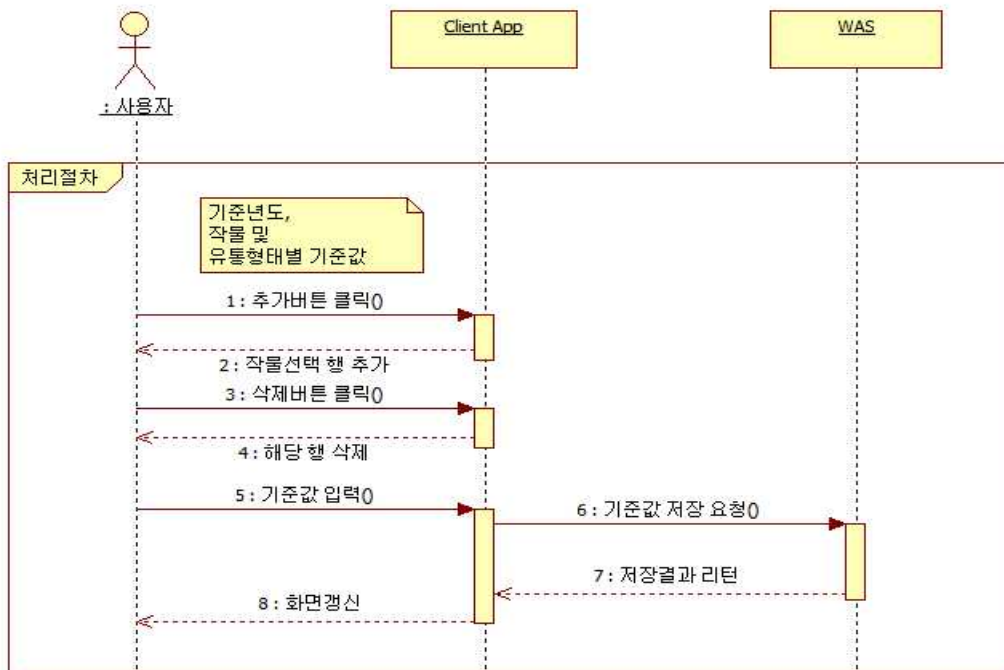 Client App
WAS
: 사용자
처리절차
기준년도,
작물 및
유통형태별 기준값
1 : 추가버튼 클릭()
2 : 작물선택 행 추가
3 : 삭제버튼 클릭()
4 : 해당 행 삭제
5 : 기준값 입력()
6 : 기준값 저장 요청()
7 : 저장결과 리턴
8 : 화면갱신